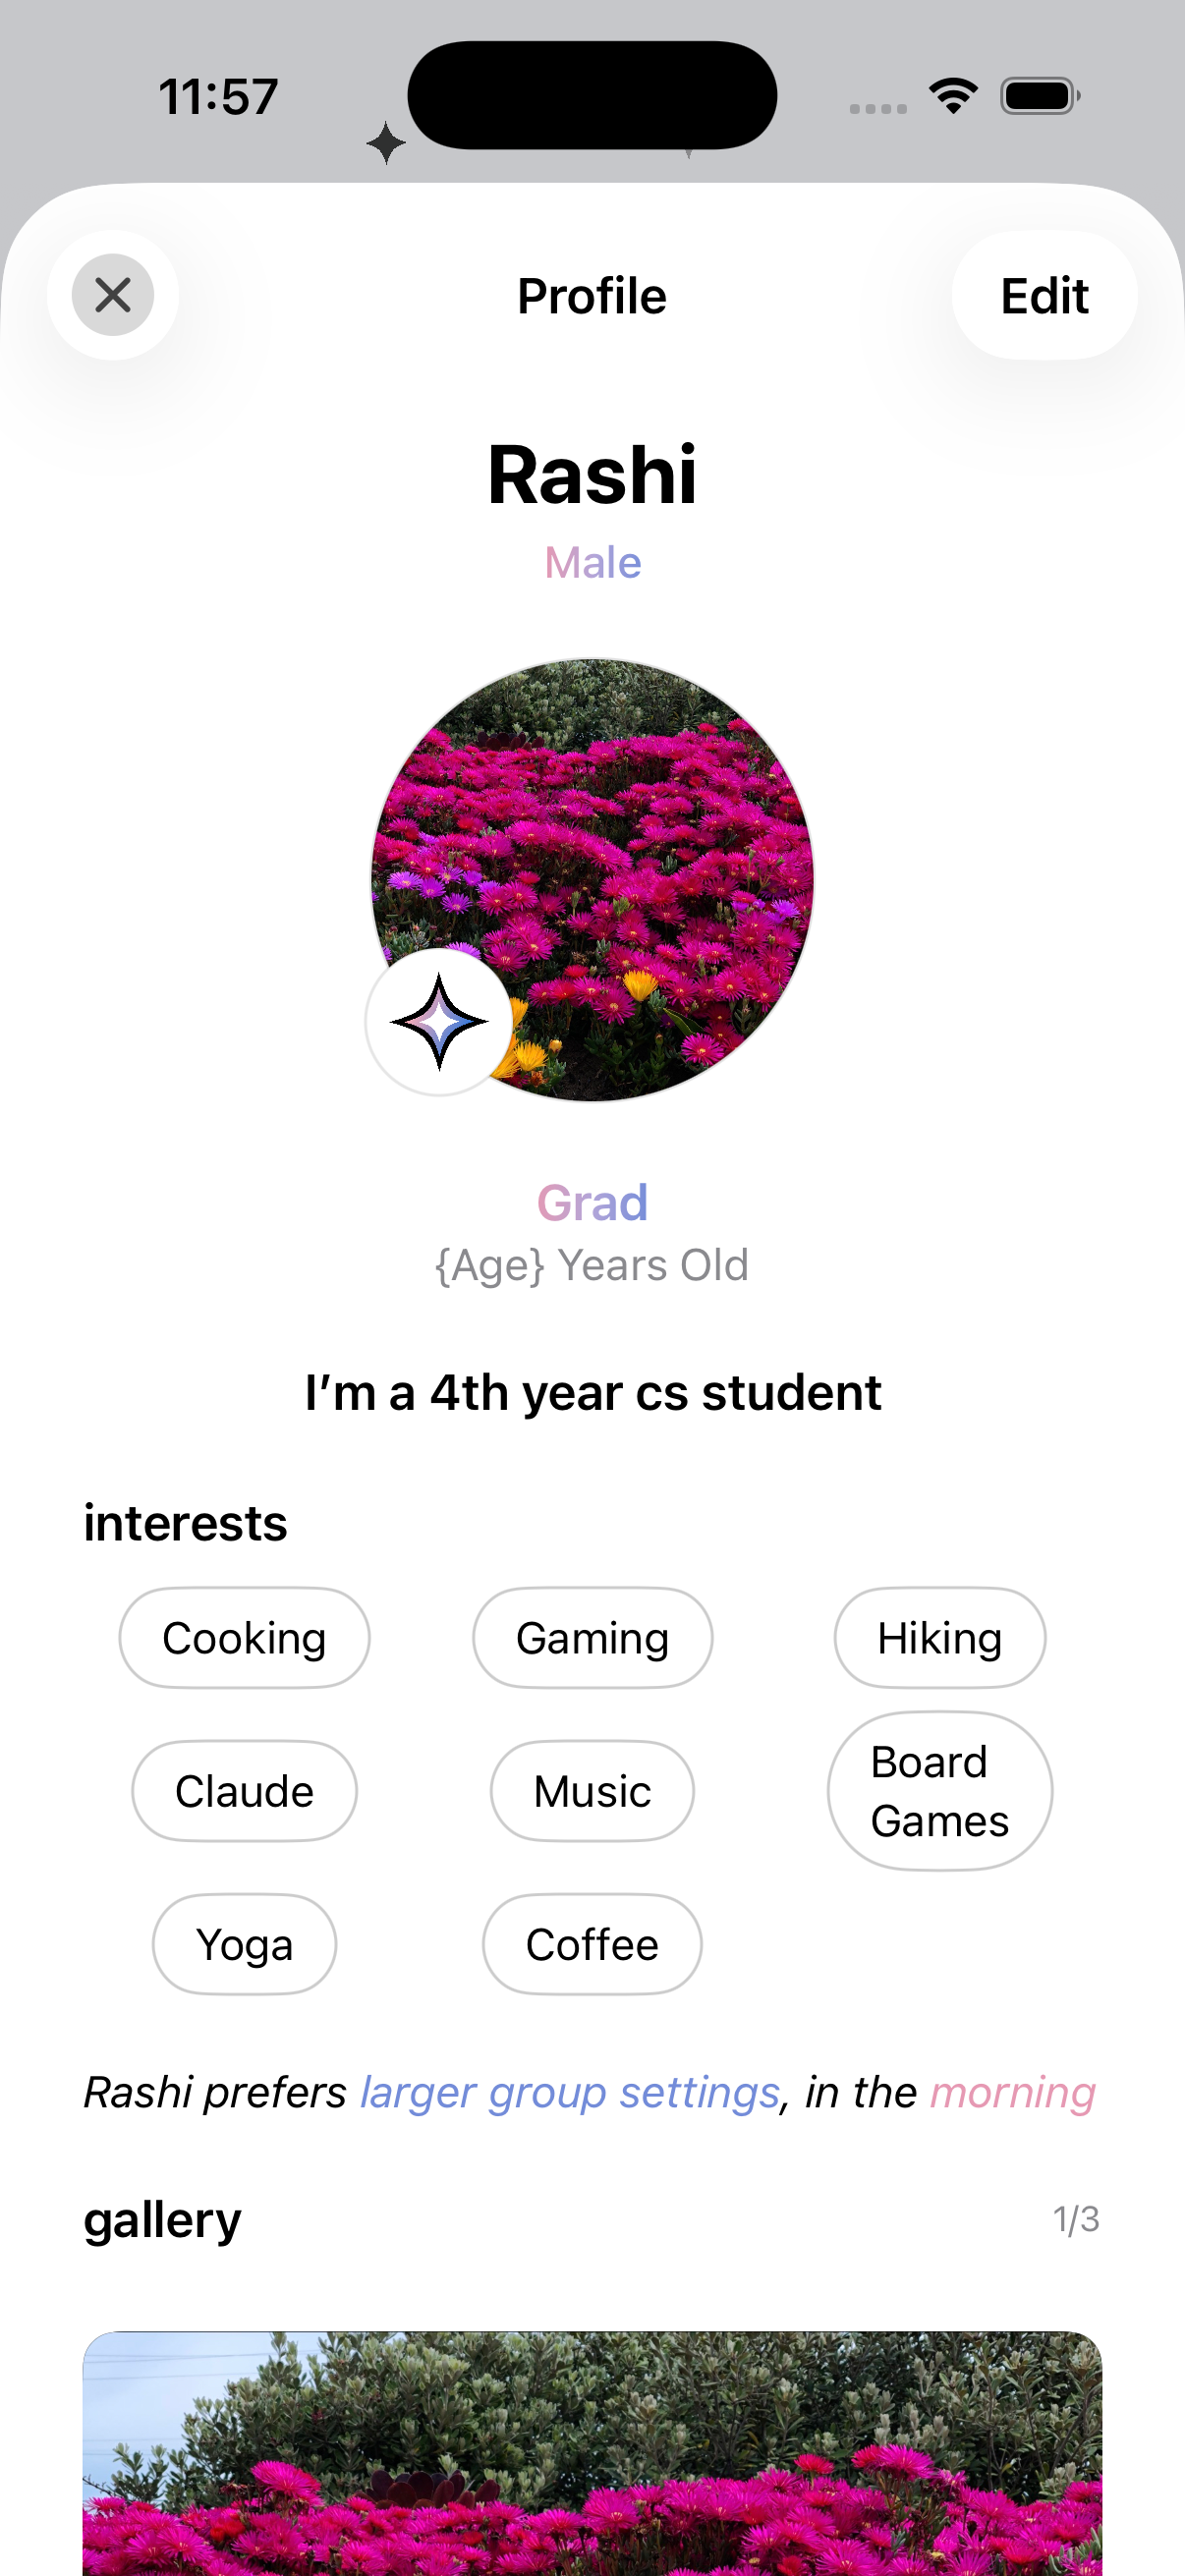 11:57
Profile
Edit
Rashi
Male
Grad
{Age} Years Old
I’m a 4th year cs student
interests
Cooking
Gaming
Hiking
Claude
Music
Board
Games
Yoga
Coffee
Rashi prefers larger group settings, in the morning
gallery
1/3